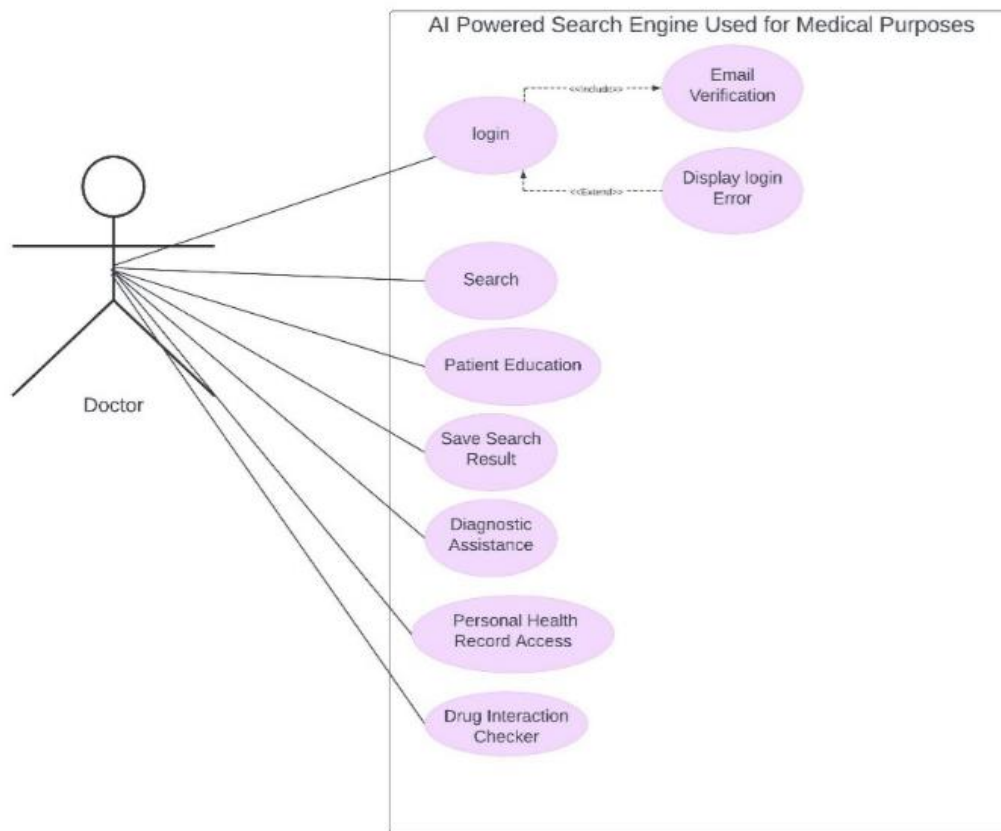 AI Powered Search Engine Used for Medical Purposes
Email
Verification
<<Include>>
login
<<Extend>>
Display login
Error
Search
Patient Education
Doctor
Save Search
Result
Diagnostic
Assistance
Personal Health
Record Access
Drug Interaction
Checker